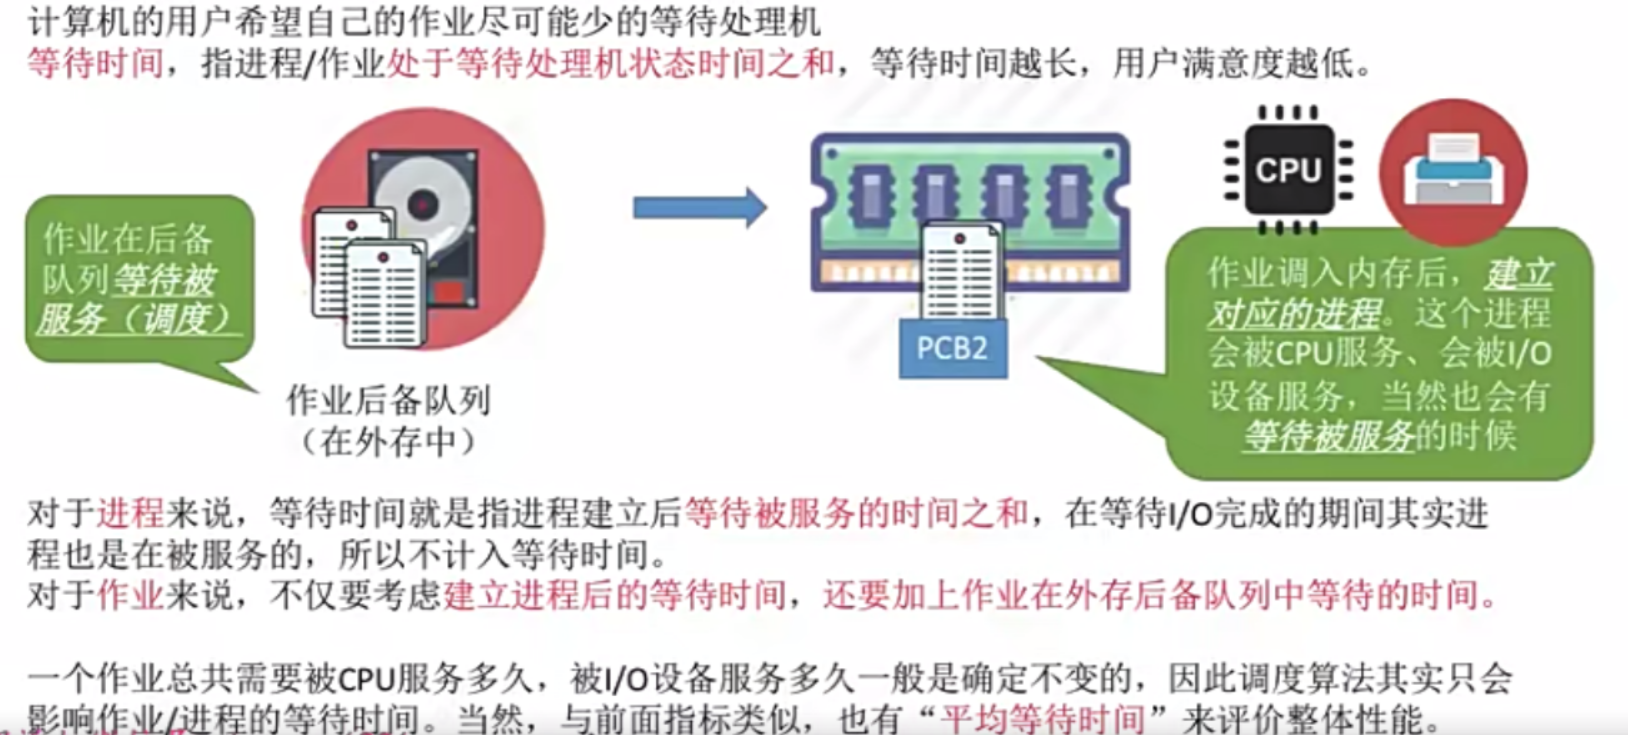 计算机的用户希望自己的作业尽可能少的等待处理机
等待时间，指进程/作业处于等待处理机状态时间之和，等待时间越长，用户满意度越低。
作业在后备
队列等待被
服务（调度）
作业后备队列
（在外存中）
PCB2
CPU
作业调入内存后，建立
对应的进程。这个进程
会被CPU服务、会被I/O
设备服务，当然也会有
等待被服务的时候
对于进程来说，等待时间就是指进程建立后等待被服务的时间之和，在等待I/O完成的期间其实进
程也是在被服务的，所以不计入等待时间。
对于作业来说，不仅要考虑建立进程后的等待时间，还要加上作业在外存后备队列中等待的时间。
一个作业总共需要被CPU服务多久，被I/O设备服务多久一般是确定不变的，因此调度算法其实只会
影响作业/进程的等待时间。当然，与前面指标类似，也有“平均等待时间”来评价整体性能。